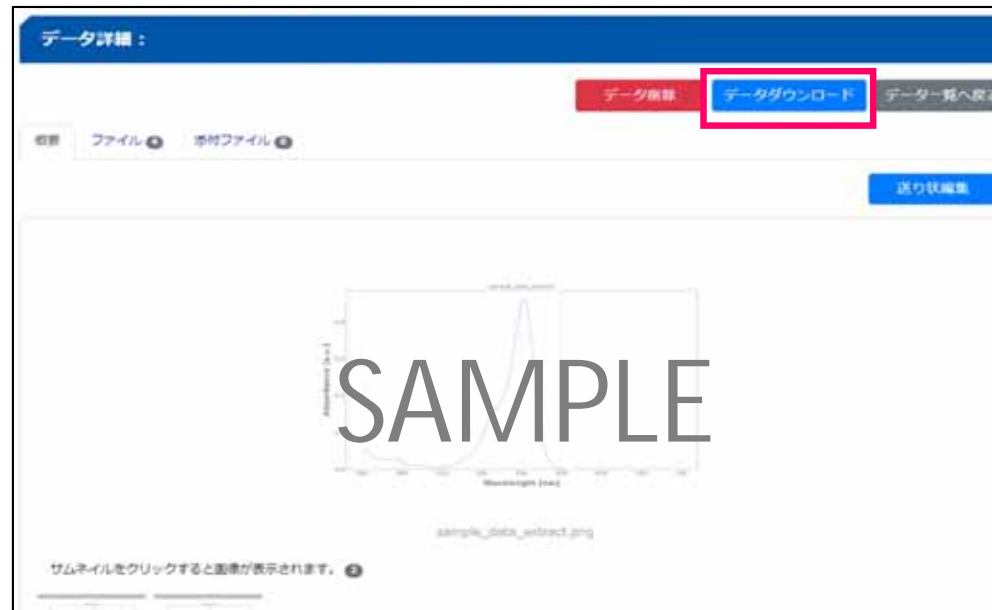 データ詳細：
データ削除 データダウンロード データ一覧へ戻る
概要 ファイル 添付ファイル
送り状編集
Absorbance [a.u.]
SAMPLE
Wavelength [nm]
sample_data_extract.png
サムネイルをクリックすると画像が表示されます。